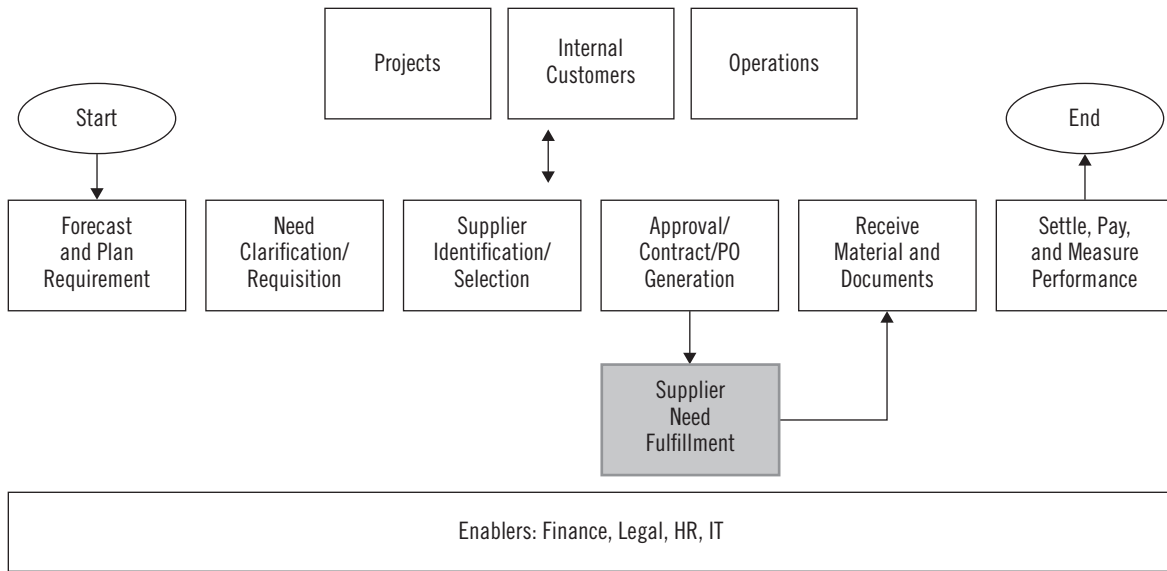 Projects
Internal
Customers
Operations
Start
End
Forecast
and Plan
Requirement
Need
Clarification/
Requisition
Supplier
Identification/
Selection
Approval/
Contract/PO
Generation
Receive
Material and
Documents
Settle, Pay,
and Measure
Performance
Supplier
Need
Fulfillment
Enablers: Finance, Legal, HR, IT